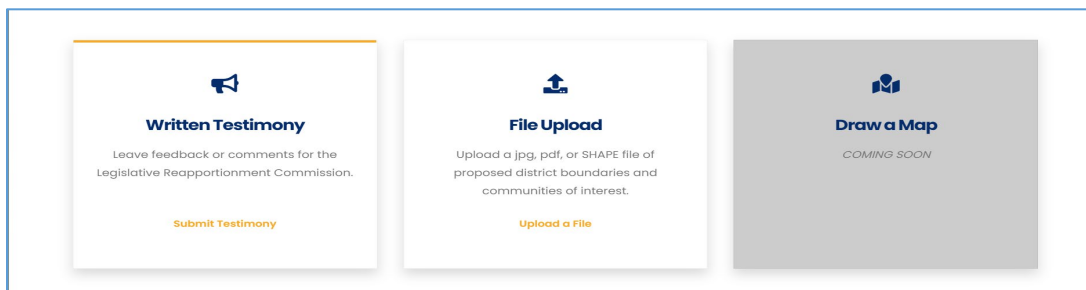 Written Testimony
Leave feedback or comments for the
Legislative Reapportionment Commission.
Submit Testimony
File Upload
Upload a jpg, pdf, or SHAPE file of
proposed district boundaries and
communities of interest.
Upload a File
Draw a Map
COMING SOON